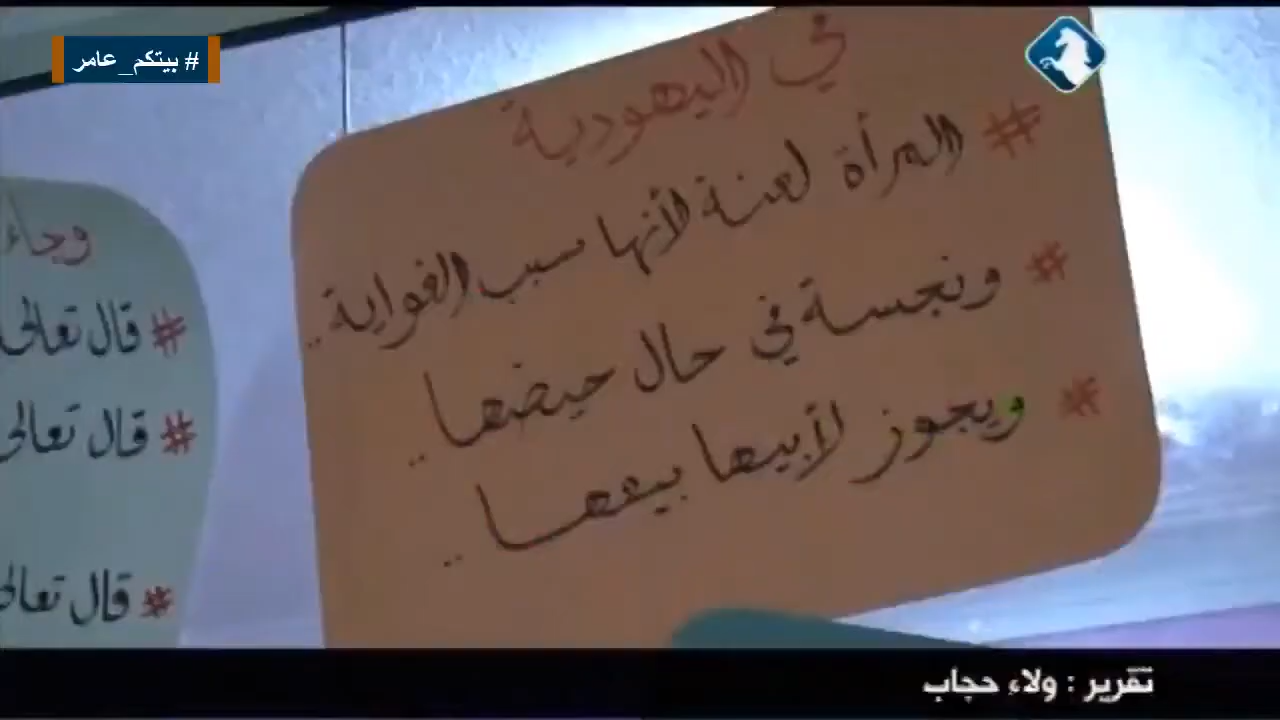 # بيتكم_عامر
في اليهودية
# المرأة لعنة لأنها سبب الغواية ..
# ونجسة في حال حيضها ..
# ويجوز لأبيها بيعها ..
وجاء
# قال تعالى
# قال تعالى
# قال تعالى
تقرير : ولاء حجاب